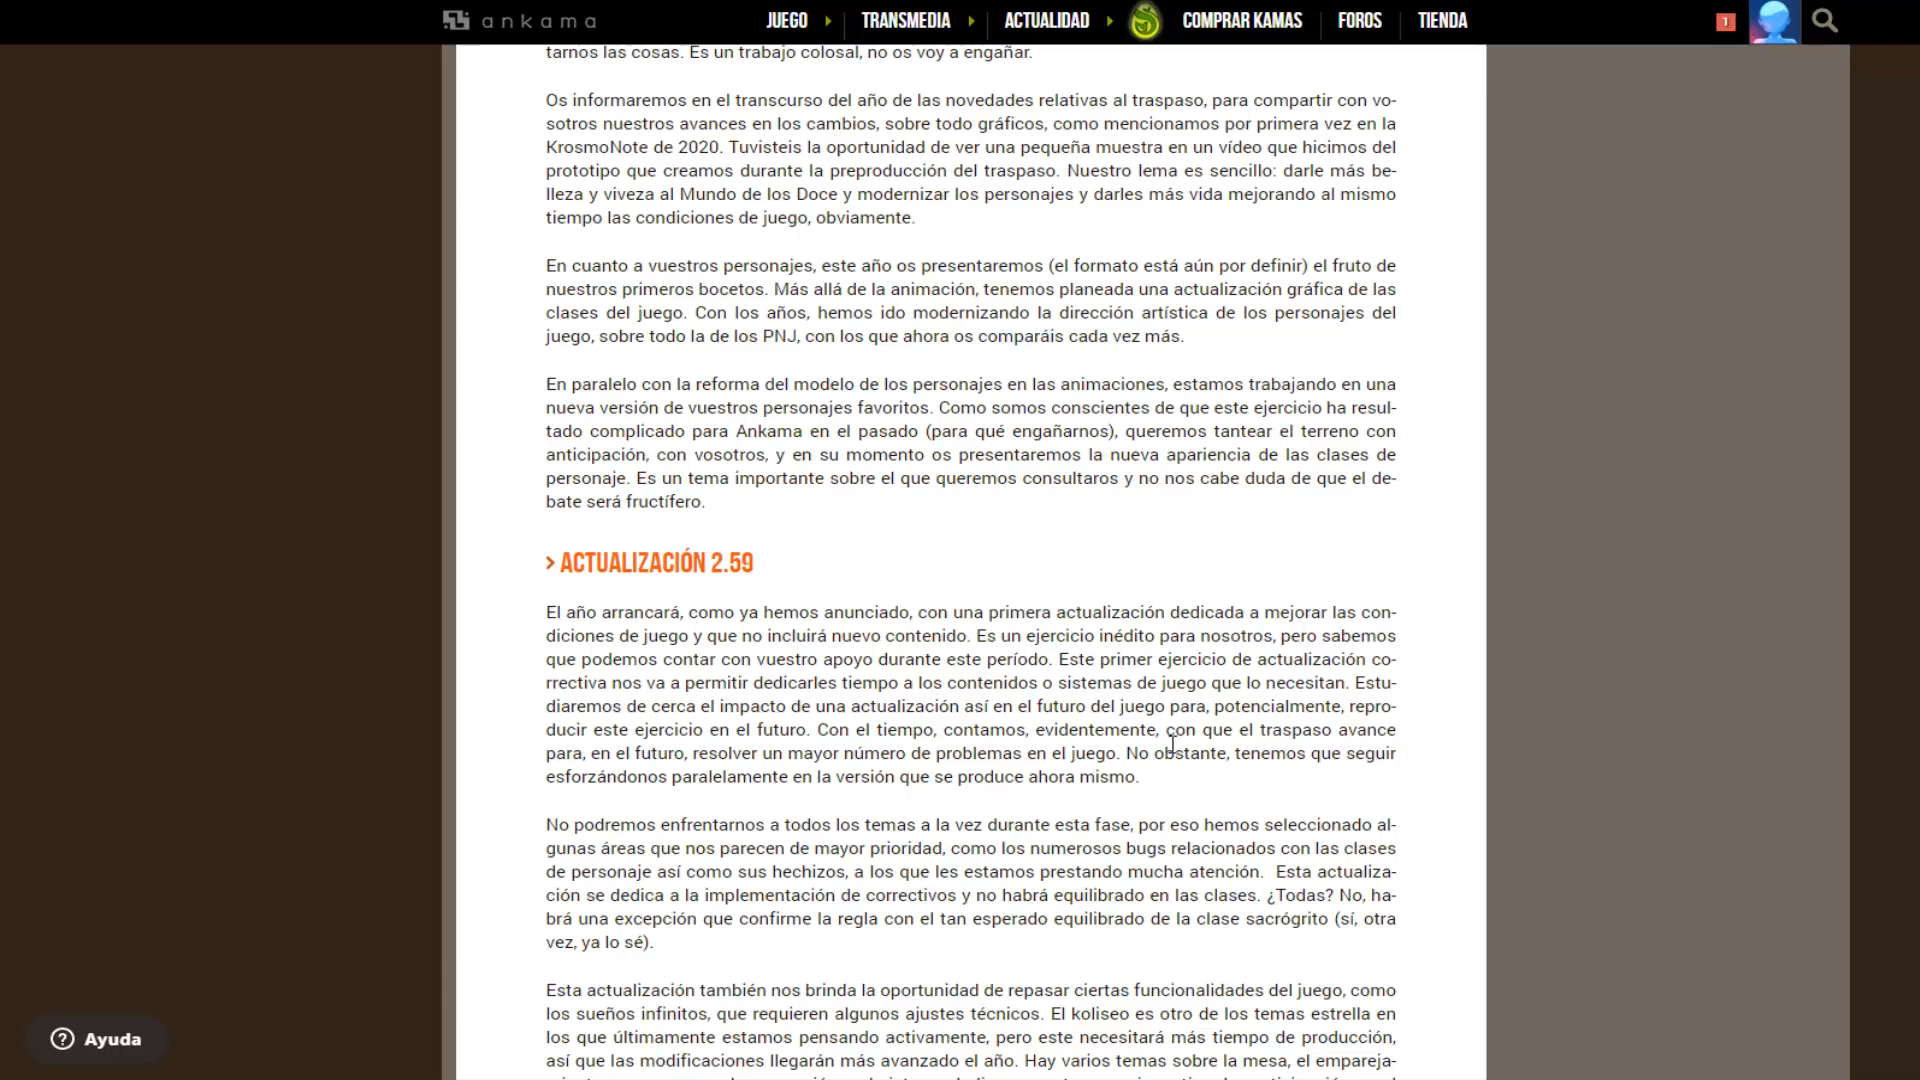 ankama
JUEGO TRANSMEDIA ACTUALIDAD COMPRAR KAMAS FOROS TIENDA
1
tarnos las cosas. Es un trabajo colosal, no os voy a engañar.
Os informaremos en el transcurso del año de las novedades relativas al traspaso, para compartir con vo-
sotros nuestros avances en los cambios, sobre todo gráficos, como mencionamos por primera vez en la
KrosmoNote de 2020. Tuvisteis la oportunidad de ver una pequeña muestra en un vídeo que hicimos del
prototipo que creamos durante la preproducción del traspaso. Nuestro lema es sencillo: darle más be-
lleza y viveza al Mundo de los Doce y modernizar los personajes y darles más vida mejorando al mismo
tiempo las condiciones de juego, obviamente.
En cuanto a vuestros personajes, este año os presentaremos (el formato está aún por definir) el fruto de
nuestros primeros bocetos. Más allá de la animación, tenemos planeada una actualización gráfica de las
clases del juego. Con los años, hemos ido modernizando la dirección artística de los personajes del
juego, sobre todo la de los PNJ, con los que ahora os comparáis cada vez más.
En paralelo con la reforma del modelo de los personajes en las animaciones, estamos trabajando en una
nueva versión de vuestros personajes favoritos. Como somos conscientes de que este ejercicio ha resul-
tado complicado para Ankama en el pasado (para qué engañarnos), queremos tantear el terreno con
anticipación, con vosotros, y en su momento os presentaremos la nueva apariencia de las clases de
personaje. Es un tema importante sobre el que queremos consultaros y no nos cabe duda de que el de-
bate será fructífero.
> ACTUALIZACIÓN 2.59
El año arrancará, como ya hemos anunciado, con una primera actualización dedicada a mejorar las con-
diciones de juego y que no incluirá nuevo contenido. Es un ejercicio inédito para nosotros, pero sabemos
que podemos contar con vuestro apoyo durante este período. Este primer ejercicio de actualización co-
rrectiva nos va a permitir dedicarles tiempo a los contenidos o sistemas de juego que lo necesitan. Estu-
diaremos de cerca el impacto de una actualización así en el futuro del juego para, potencialmente, repro-
ducir este ejercicio en el futuro. Con el tiempo, contamos, evidentemente, con que el traspaso avance
para, en el futuro, resolver un mayor número de problemas en el juego. No obstante, tenemos que seguir
esforzándonos paralelamente en la versión que se produce ahora mismo.
No podremos enfrentarnos a todos los temas a la vez durante esta fase, por eso hemos seleccionado al-
gunas áreas que nos parecen de mayor prioridad, como los numerosos bugs relacionados con las clases
de personaje así como sus hechizos, a los que les estamos prestando mucha atención. Esta actualiza-
ción se dedica a la implementación de correctivos y no habrá equilibrado en las clases. ¿Todas? No, ha-
brá una excepción que confirme la regla con el tan esperado equilibrado de la clase sacrógrito (sí, otra
vez, ya lo sé).
Esta actualización también nos brinda la oportunidad de repasar ciertas funcionalidades del juego, como
los sueños infinitos, que requieren algunos ajustes técnicos. El koliseo es otro de los temas estrella en
los que últimamente estamos pensando activamente, pero este necesitará más tiempo de producción,
así que las modificaciones llegarán más avanzado el año. Hay varios temas sobre la mesa, el empareja-
? Ayuda